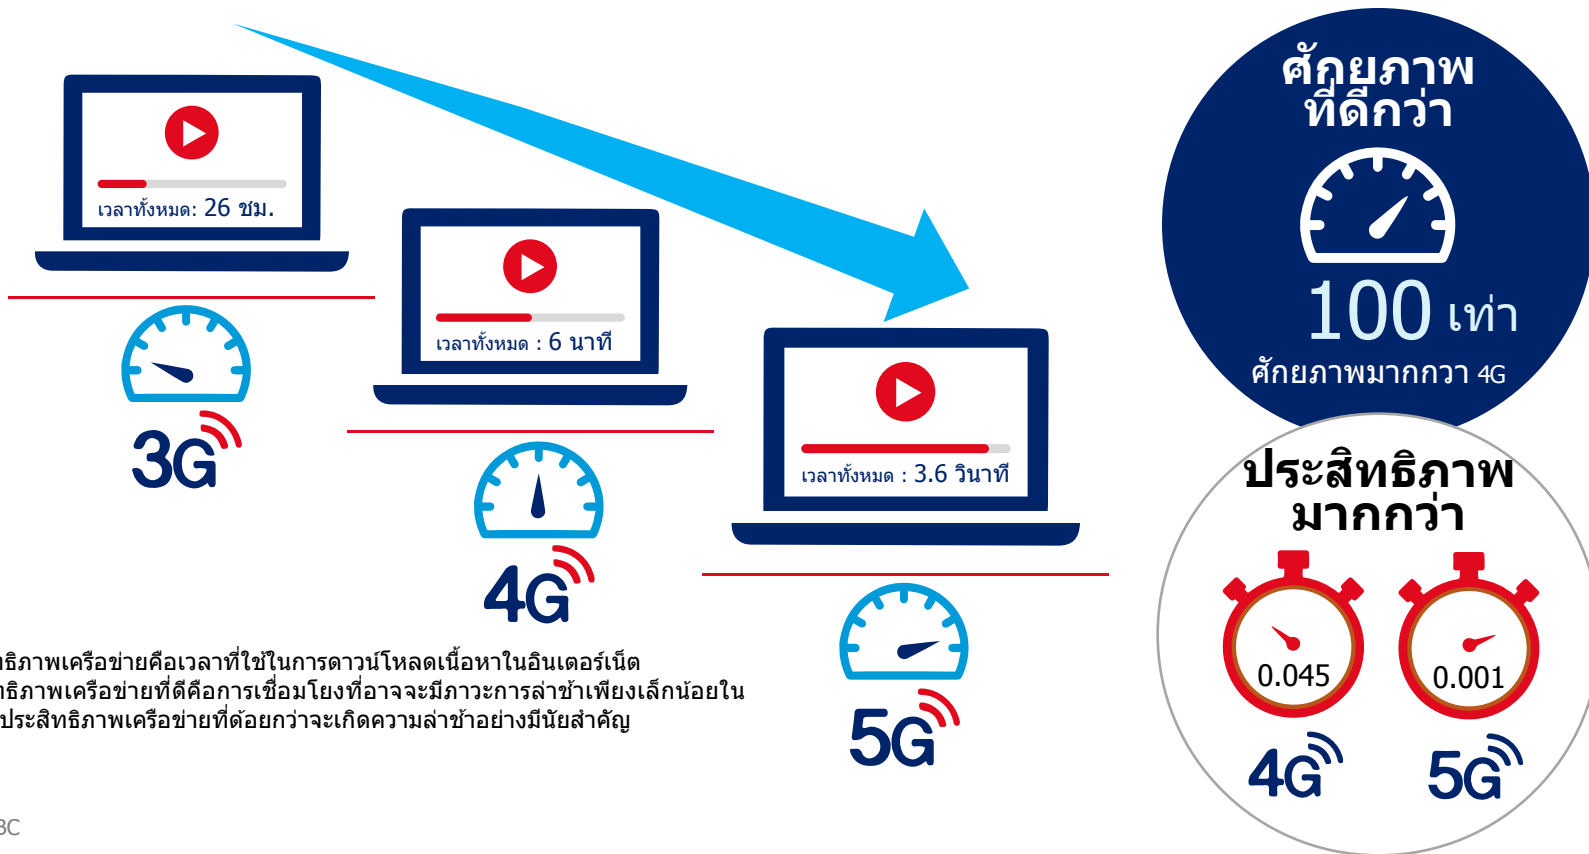 เวลาทั้งหมด: 26 ชม.
3G
เวลาทั้งหมด : 6 นาที
4G
เวลาทั้งหมด : 3.6 วินาที
5G
ศักยภาพ
ที่ดีกว่า
100 เท่า
ศักยภาพมากกวา 4G
ประสิทธิภาพ
มากกว่า
0.045
0.001
4G
5G
ทธิภาพเครือข่ายคือเวลาที่ใช้ในการดาวน์โหลดเนื้อหาในอินเตอร์เน็ต
ทธิภาพเครือข่ายที่ดีคือการเชื่อมโยงที่อาจจะมีภาวะการล่าช้าเพียงเล็กน้อยใน
ประสิทธิภาพเครือข่ายที่ด้อยกว่าจะเกิดความล่าช้าอย่างมีนัยสำคัญ
BC